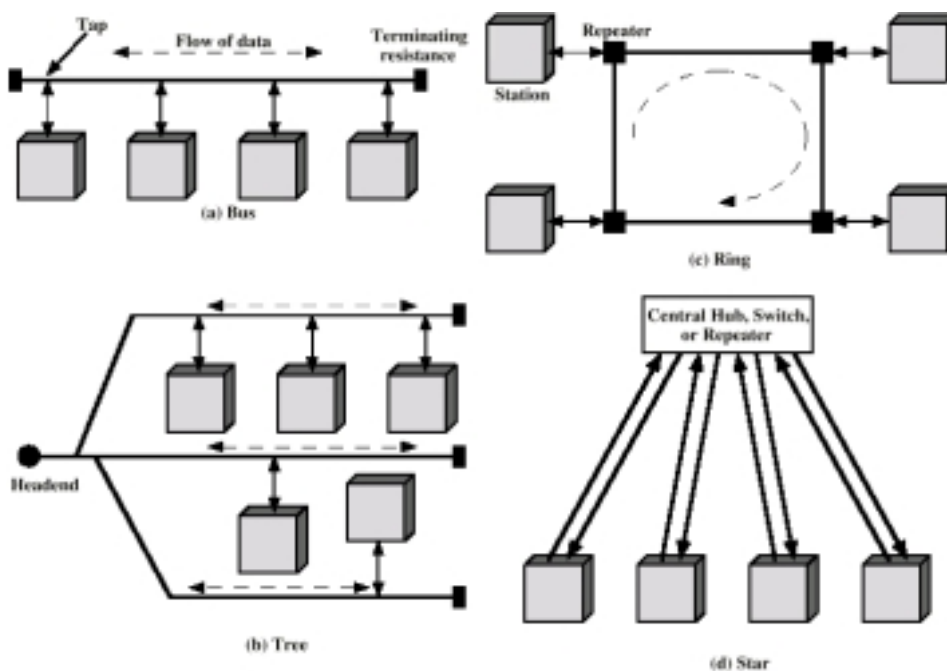 Tap
Flow of data
Terminating
resistance
(a) Bus
Repeater
Station
(c) Ring
Headend
(b) Tree
Central Hub, Switch,
or Repeater
(d) Star